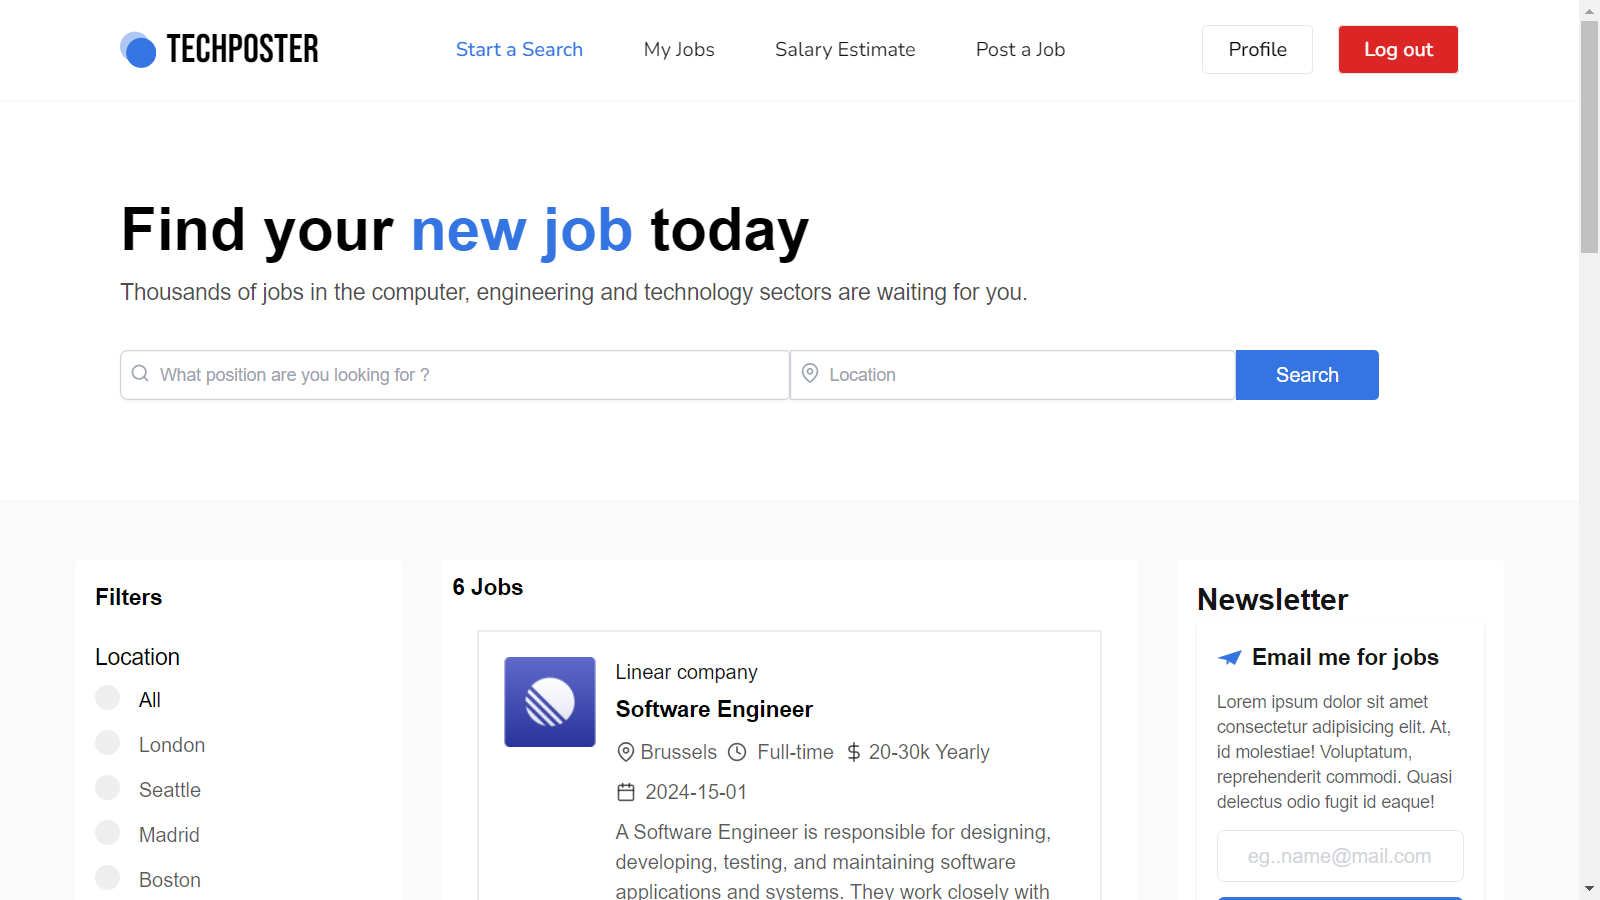 TECHPOSTER
Start a Search
My Jobs
Salary Estimate
Post a Job
Profile
Log out
Find your new job today
Thousands of jobs in the computer, engineering and technology sectors are waiting for you.
What position are you looking for ?
Location
Search
Filters
Location
All
London
Seattle
Madrid
Boston
6 Jobs
Linear company
Software Engineer
Brussels Full-time $ 20-30k Yearly
2024-15-01
A Software Engineer is responsible for designing,
developing, testing, and maintaining software
applications and systems. They work closely with
Newsletter
Email me for jobs
Lorem ipsum dolor sit amet
consectetur adipisicing elit. At,
id molestiae! Voluptatum,
reprehenderit commodi. Quasi
delectus odio fugit id eaque!
eg..name@mail.com